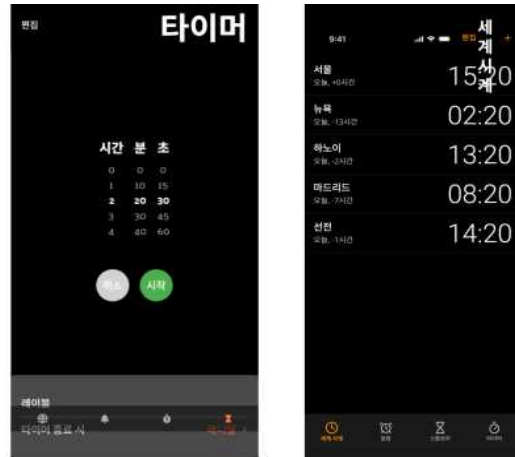 편집
타이머
시간 분 초
0 0 0
1 10 15
2 20 30
3 30 45
4 40 60
취소 시작
레이블
타이머 종료 시
9:41
편집
세계시계
+
서울
오늘, +0시간
15:20
뉴욕
오늘, -13시간
02:20
하노이
오늘, -2시간
13:20
마드리드
오늘, -7시간
08:20
선전
오늘, -1시간
14:20
세계 시계
알람
타이머